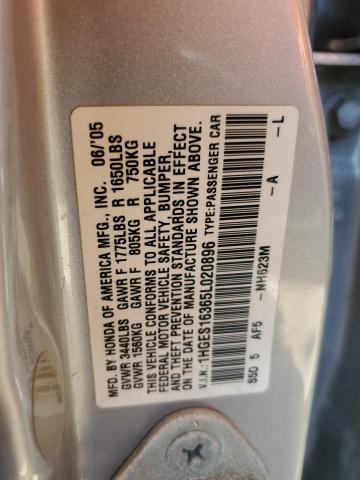 MFD. BY HONDA OF AMERICA MFG., INC. 06/'05
GVWR 3440LBS GAWR F 1775LBS R 1650LBS
GVWR 1560KG GAWR F 805KG R 750KG
THIS VEHICLE CONFORMS TO ALL APPLICABLE
FEDERAL MOTOR VEHICLE SAFETY, BUMPER,
AND THEFT PREVENTION STANDARDS IN EFFECT
ON THE DATE OF MANUFACTURE SHOWN ABOVE.
V.I.N.:1HGES16365L020896 TYPE:PASSENGER CAR
S5D 5 AF5 -NH623M -A -L